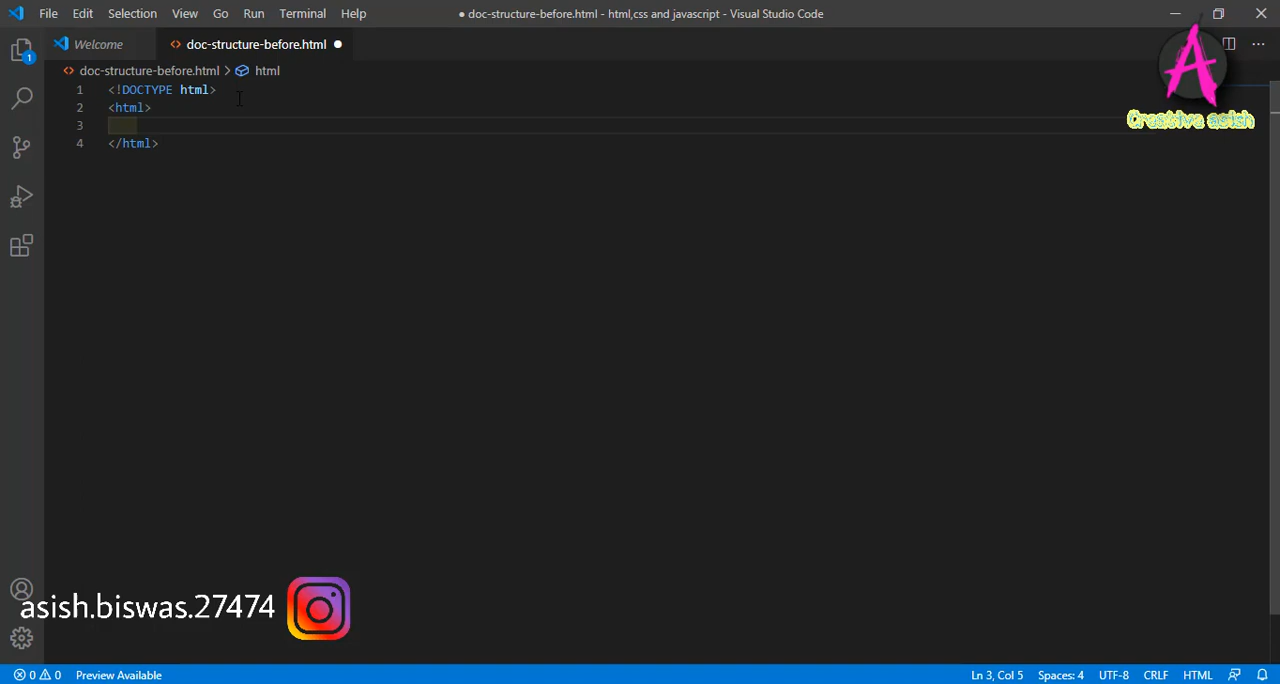 File Edit Selection View Go Run Terminal Help
● doc-structure-before.html - html,css and javascript - Visual Studio Code
Welcome
doc-structure-before.html ●
doc-structure-before.html > html
1 <!DOCTYPE html>
2 <html>
3
4 </html>
A
Creative asish
1
asish.biswas.27474
0 0 Preview Available
Ln 3, Col 5 Spaces: 4 UTF-8 CRLF HTML